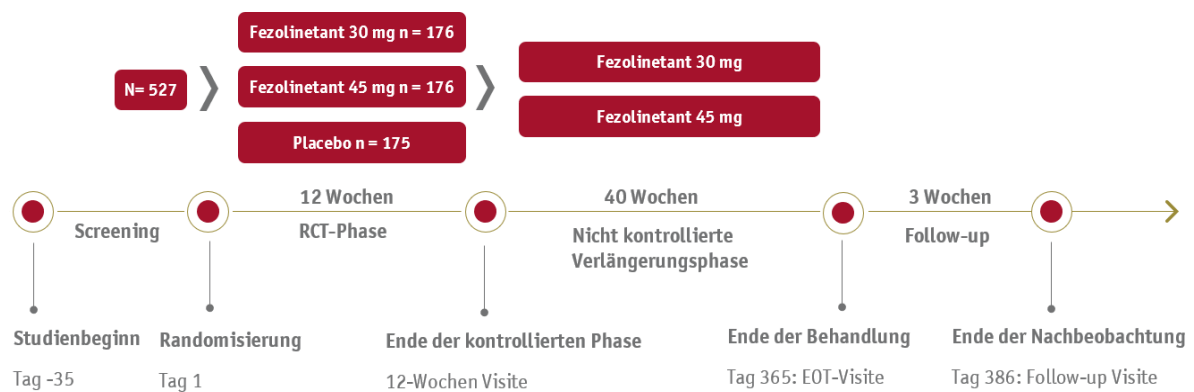 Fezolinetant 30 mg n = 176
N= 527
Fezolinetant 45 mg n = 176
Placebo n = 175
Fezolinetant 30 mg
Fezolinetant 45 mg
12 Wochen
40 Wochen
3 Wochen
Screening
RCT-Phase
Nicht kontrollierte
Verlängerungsphase
Follow-up
Studienbeginn
Tag -35
Randomisierung
Tag 1
Ende der kontrollierten Phase
12-Wochen Visite
Ende der Behandlung
Tag 365: EOT-Visite
Ende der Nachbeobachtung
Tag 386: Follow-up Visite